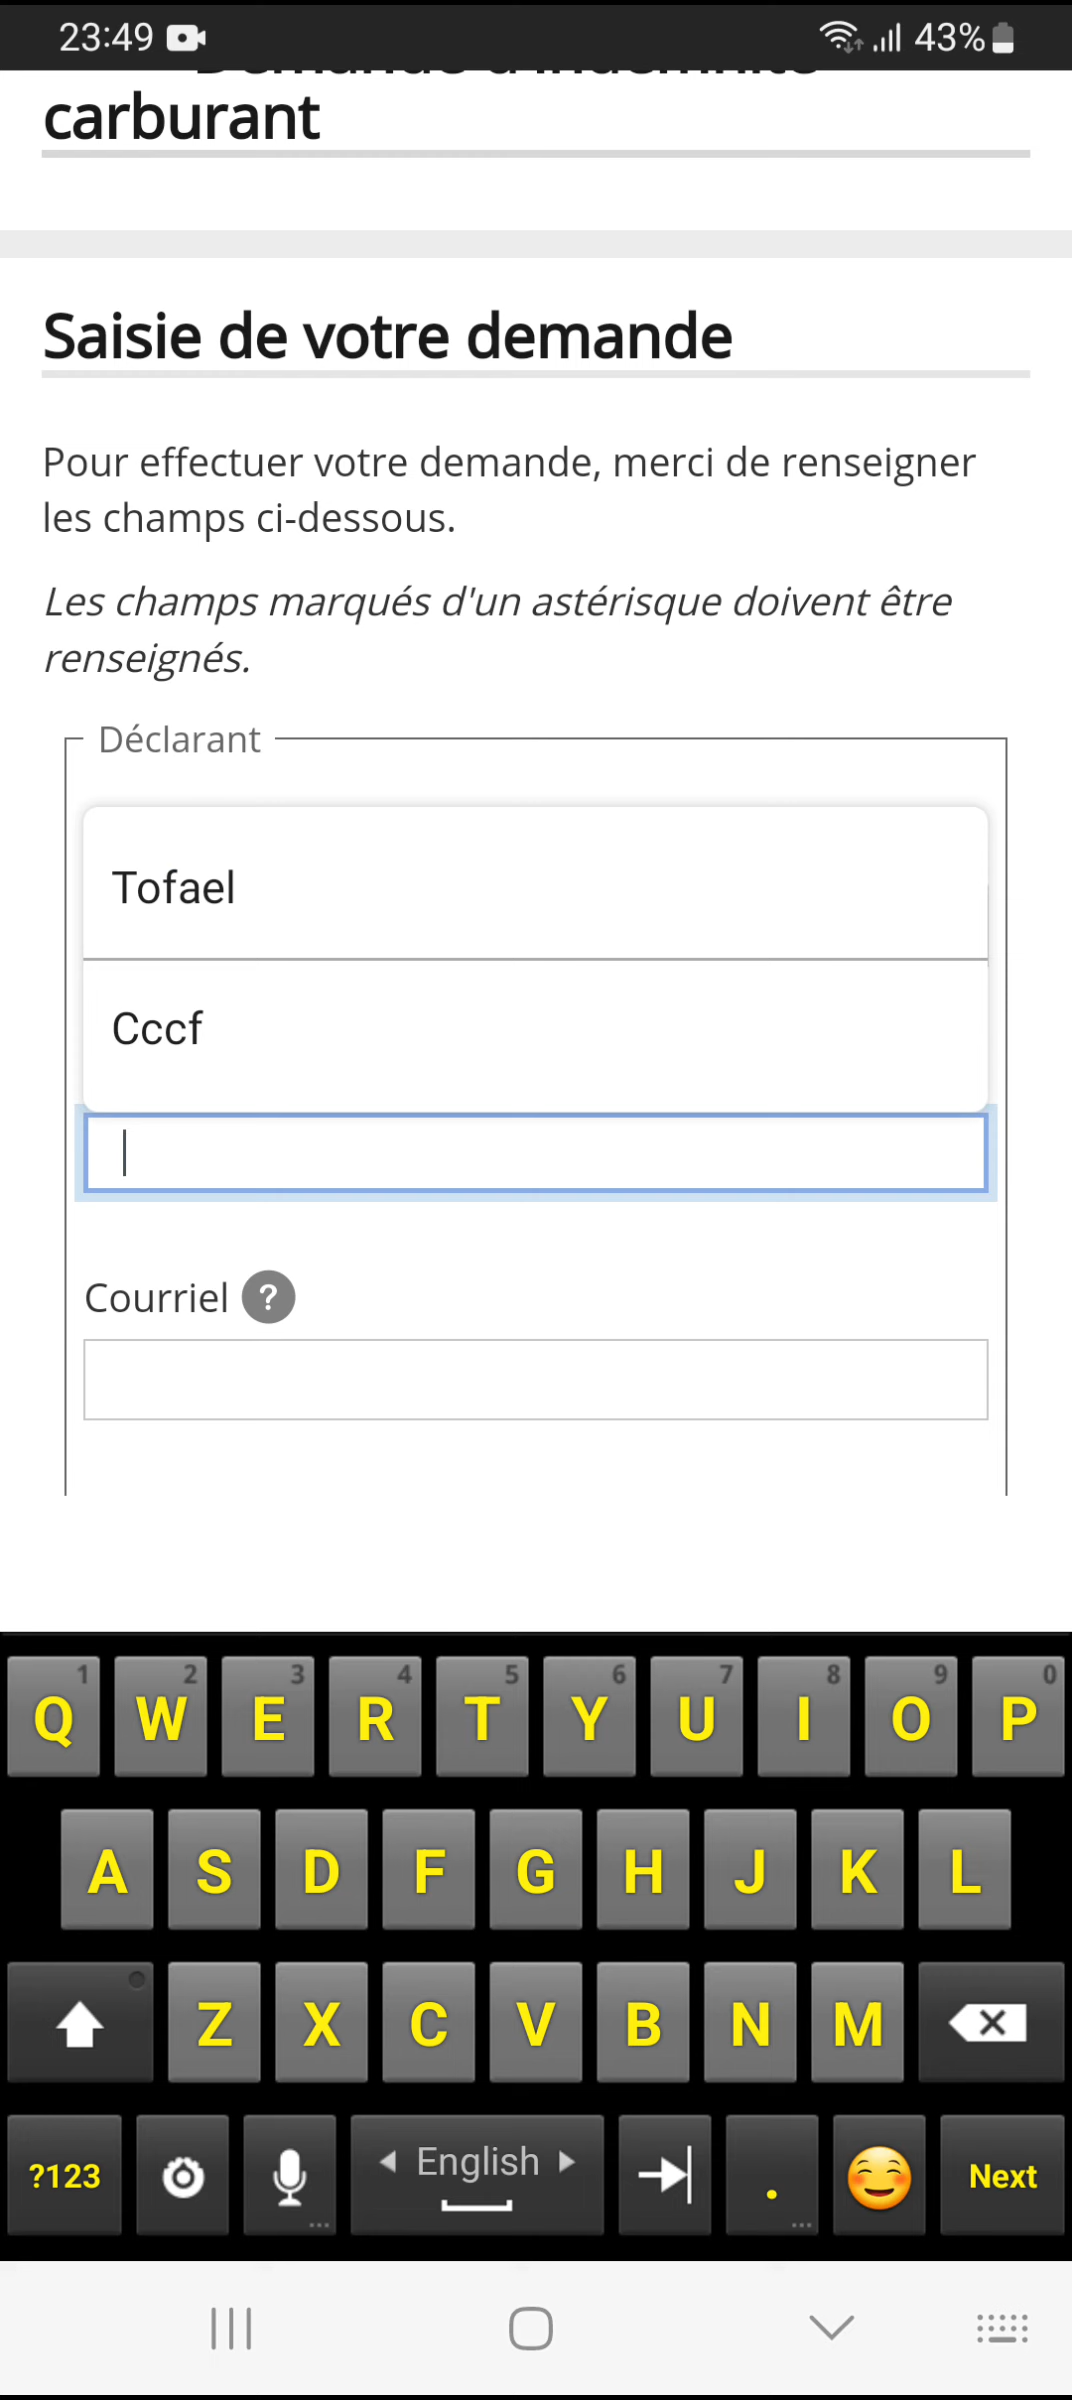 23:49 43%
carburant
Saisie de votre demande
Pour effectuer votre demande, merci de renseigner
les champs ci-dessous.
Les champs marqués d'un astérisque doivent être
renseignés.
Déclarant
Tofael
Cccf
Courriel ?
1 2 3 4 5 6 7 8 9 0
Q W E R T Y U I O P
A S D F G H J K L
Z X C V B N M
?123 English . Next